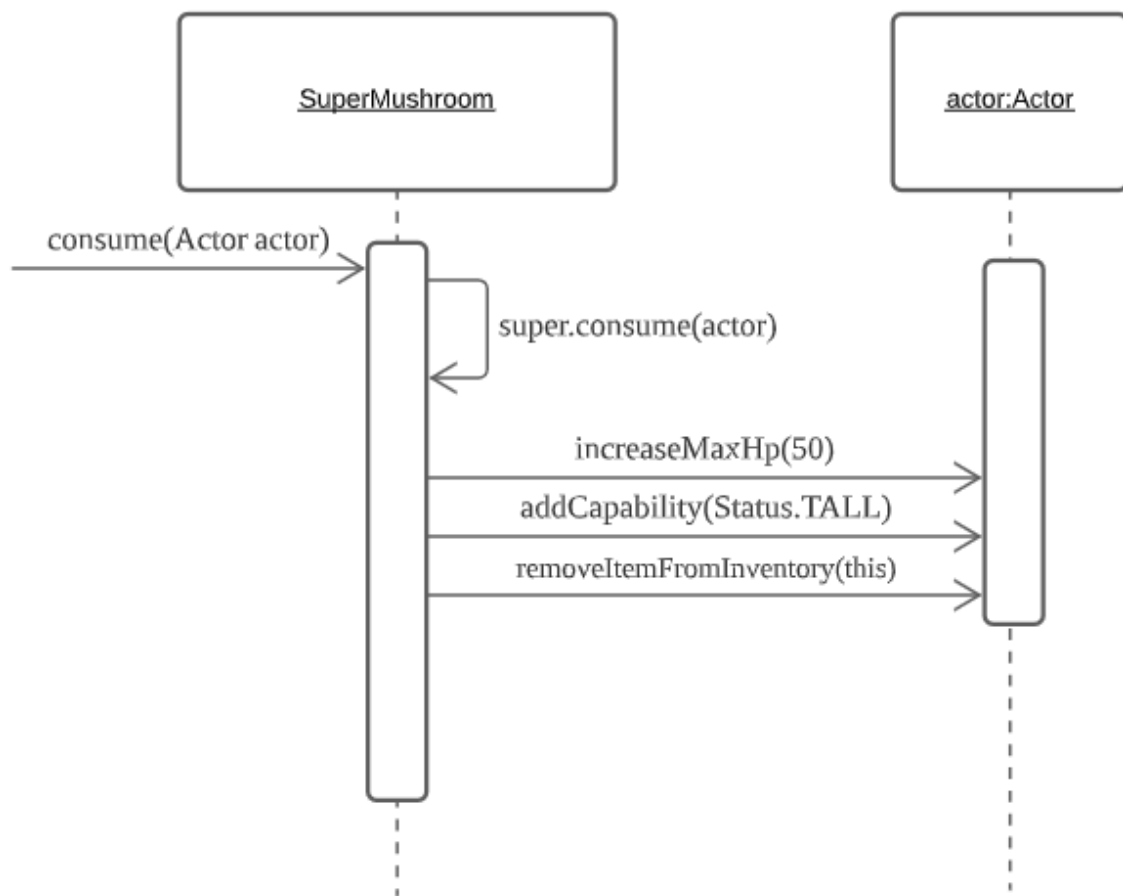 SuperMushroom
actor:Actor
consume(Actor actor)
super.consume(actor)
increaseMaxHp(50)
addCapability(Status.TALL)
removeItemFromInventory(this)